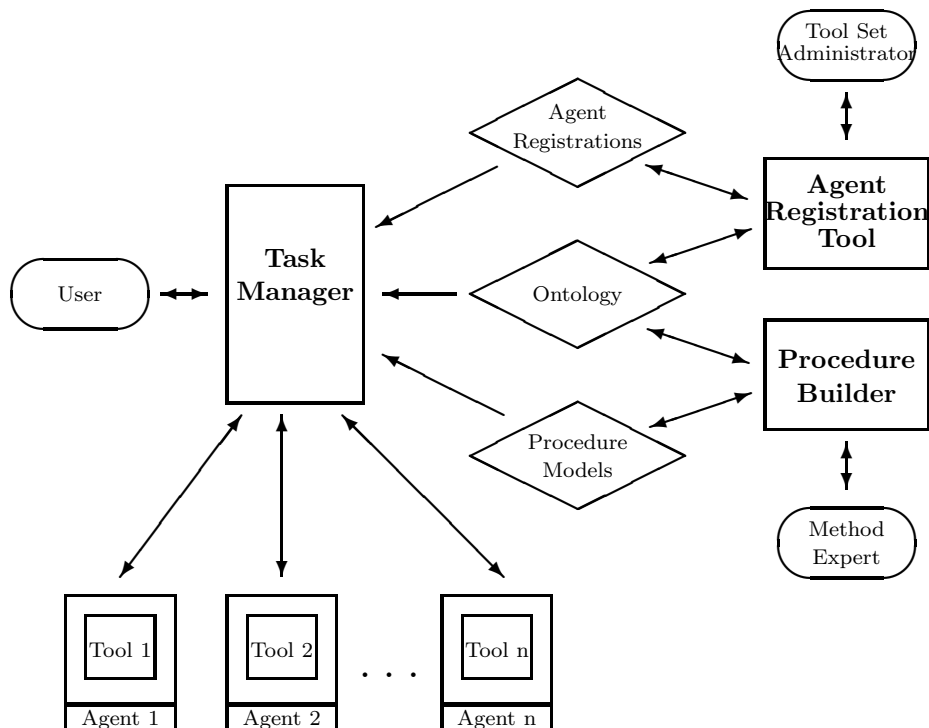 Tool Set
Administrator
Agent
Registrations
Agent
Registration
Tool
Task
Manager
User
Ontology
Procedure
Builder
Procedure
Models
Method
Expert
Tool 1
Tool 2
. . .
Tool n
Agent 1
Agent 2
Agent n